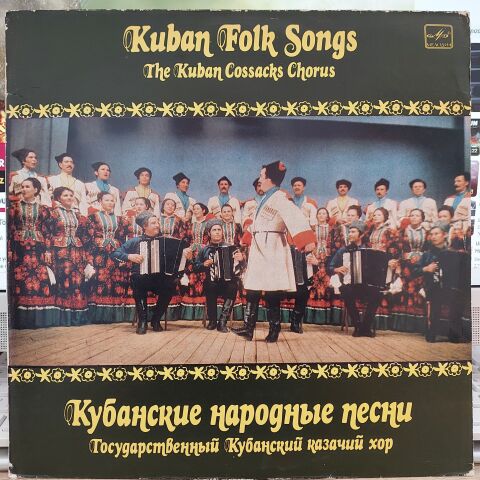 Kuban Folk Songs
The Kuban Cossacks Chorus
Кубанские народные песни
Государственный Кубанский казачий хор